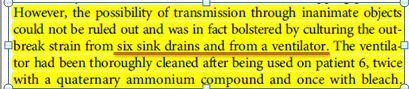 However, the possibility of transmission through inanimate objects
could not be ruled out and was in fact bolstered by culturing the out-
break strain from six sink drains and from a ventilator. The ventila-
tor had been thoroughly cleaned after being used on patient 6, twice
with a quaternary ammonium compound and once with bleach.